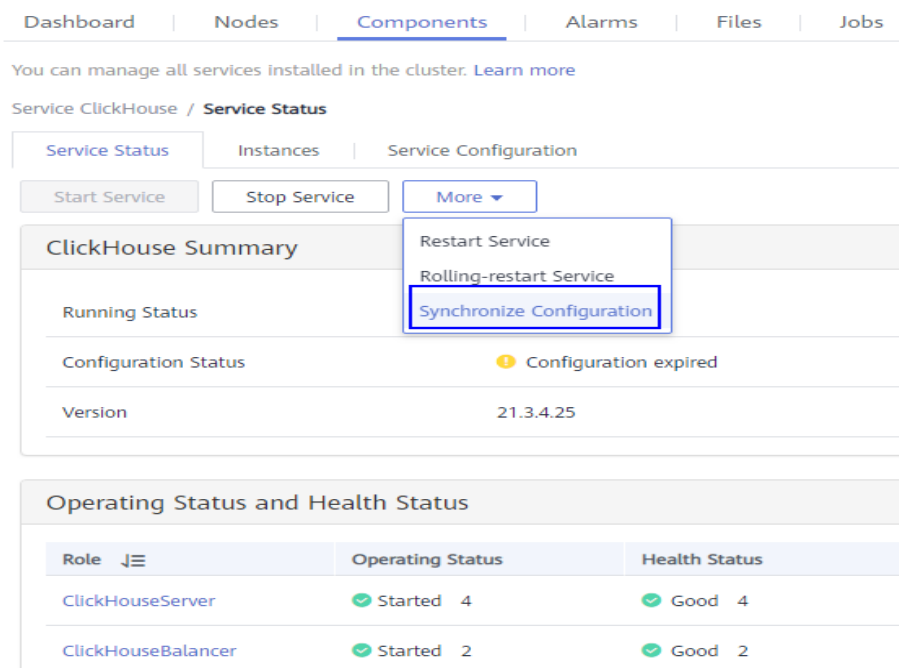 Dashboard Nodes Components Alarms Files Jobs
You can manage all services installed in the cluster. Learn more
Service ClickHouse / Service Status
Service Status Instances Service Configuration
Start Service Stop Service More
Restart Service
Rolling-restart Service
Synchronize Configuration
ClickHouse Summary
Running Status
Configuration Status Configuration expired
Version 21.3.4.25
Operating Status and Health Status
Role Operating Status Health Status
ClickHouseServer Started 4 Good 4
ClickHouseBalancer Started 2 Good 2